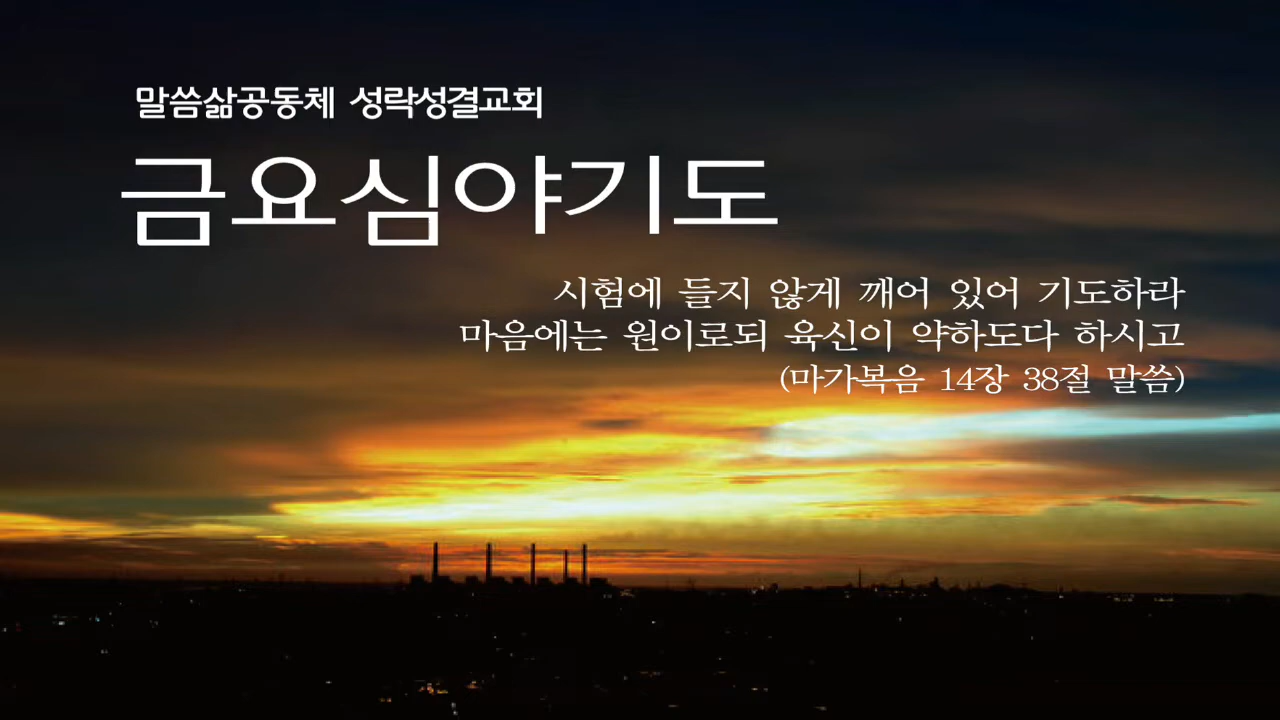 말씀삶공동체 성락성결교회
금요심야기도
시험에 들지 않게 깨어 있어 기도하라
마음에는 원이로되 육신이 약하도다 하시고
(마가복음 14장 38절 말씀)